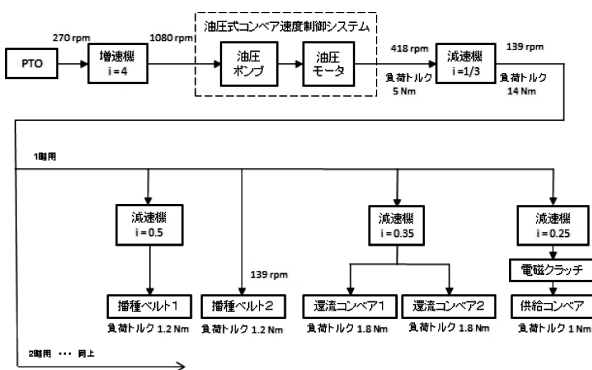 油圧式コンベア速度制御システム
270 rpm
1080 rpm
418 rpm
139 rpm
PTO
増速機
i = 4
油圧
ポンプ
油圧
モータ
減速機
i=1/3
負荷トルク
5 Nm
負荷トルク
14 Nm
1階用
減速機
i = 0.5
減速機
i = 0.35
減速機
i = 0.25
139 rpm
電磁クラッチ
播種ベルト1
播種ベルト2
還流コンベア1
還流コンベア2
供給コンベア
負荷トルク 1.2 Nm
負荷トルク 1.2 Nm
負荷トルク 1.8 Nm
負荷トルク 1.8 Nm
負荷トルク 1 Nm
2階用 ・・・ 同上